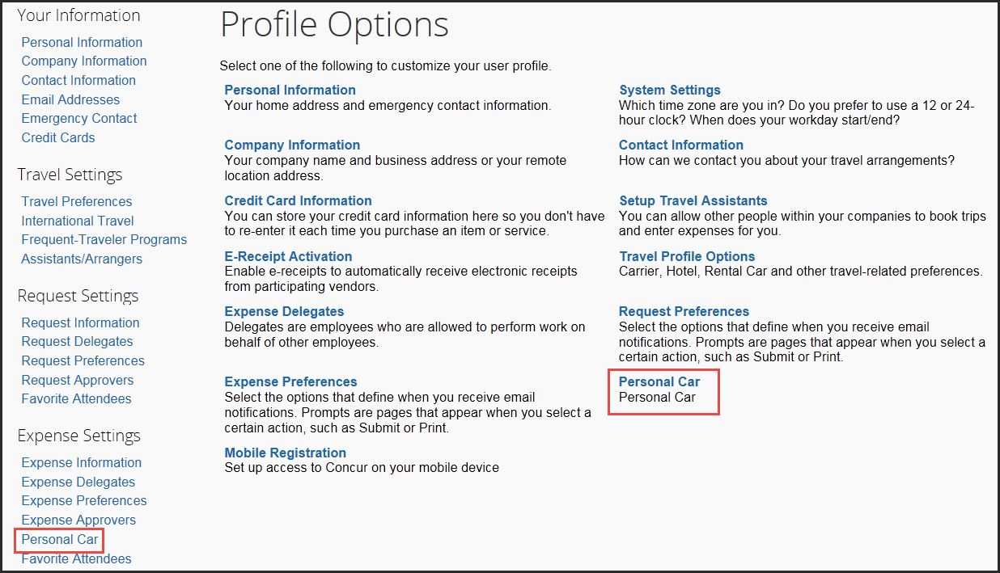 Your Information
Personal Information
Company Information
Contact Information
Email Addresses
Emergency Contact
Credit Cards
Travel Settings
Travel Preferences
International Travel
Frequent-Traveler Programs
Assistants/Arrangers
Request Settings
Request Information
Request Delegates
Request Preferences
Request Approvers
Favorite Attendees
Expense Settings
Expense Information
Expense Delegates
Expense Preferences
Expense Approvers
Personal Car
Favorite Attendees
Profile Options
Select one of the following to customize your user profile.
Personal Information
Your home address and emergency contact information.
Company Information
Your company name and business address or your remote
location address.
Credit Card Information
You can store your credit card information here so you don't have
to re-enter it each time you purchase an item or service.
E-Receipt Activation
Enable e-receipts to automatically receive electronic receipts
from participating vendors.
Expense Delegates
Delegates are employees who are allowed to perform work on
behalf of other employees.
Expense Preferences
Select the options that define when you receive email
notifications. Prompts are pages that appear when you select a
certain action, such as Submit or Print.
Mobile Registration
Set up access to Concur on your mobile device
System Settings
Which time zone are you in? Do you prefer to use a 12 or 24-
hour clock? When does your workday start/end?
Contact Information
How can we contact you about your travel arrangements?
Setup Travel Assistants
You can allow other people within your companies to book trips
and enter expenses for you.
Travel Profile Options
Carrier, Hotel, Rental Car and other travel-related preferences.
Request Preferences
Select the options that define when you receive email
notifications. Prompts are pages that appear when you select a
certain action, such as Submit or Print.
Personal Car
Personal Car